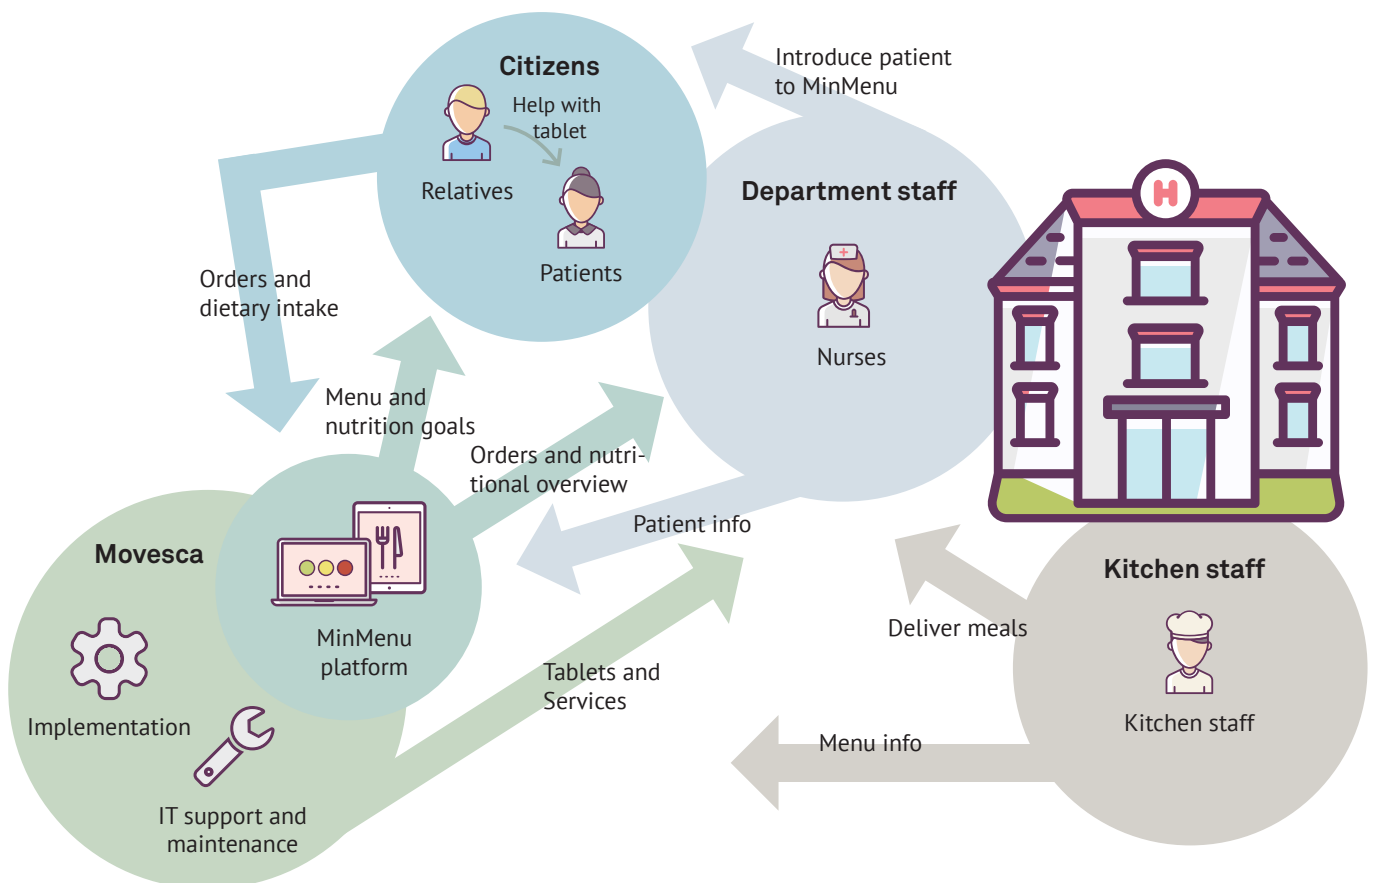 Citizens
Help with
tablet
Relatives
Patients
Introduce patient
to MinMenu
Department staff
Nurses
H
Orders and
dietary intake
Menu and
nutrition goals
Orders and nutri-
tional overview
Patient info
Movesca
MinMenu
platform
Implementation
IT support and
maintenance
Tablets and
Services
Kitchen staff
Deliver meals
Kitchen staff
Menu info